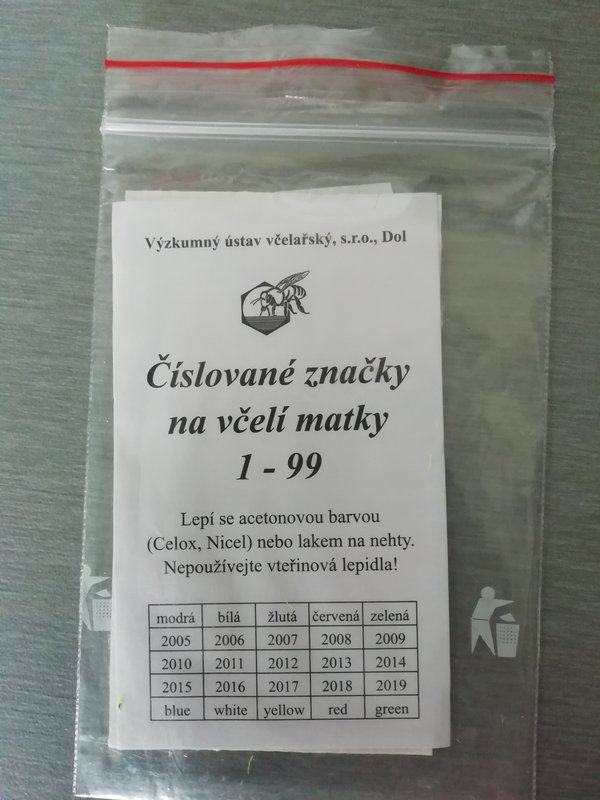 Výzkumný ústav včelařský, s.r.o., Dol
Číslované značky
na včelí matky
1 - 99
Lepí se acetonovou barvou
(Celox, Nicel) nebo lakem na nehty.
Nepoužívejte vteřinová lepidla!
modrá bílá žlutá červená zelená
2005 2006 2007 2008 2009
2010 2011 2012 2013 2014
2015 2016 2017 2018 2019
blue white yellow red green